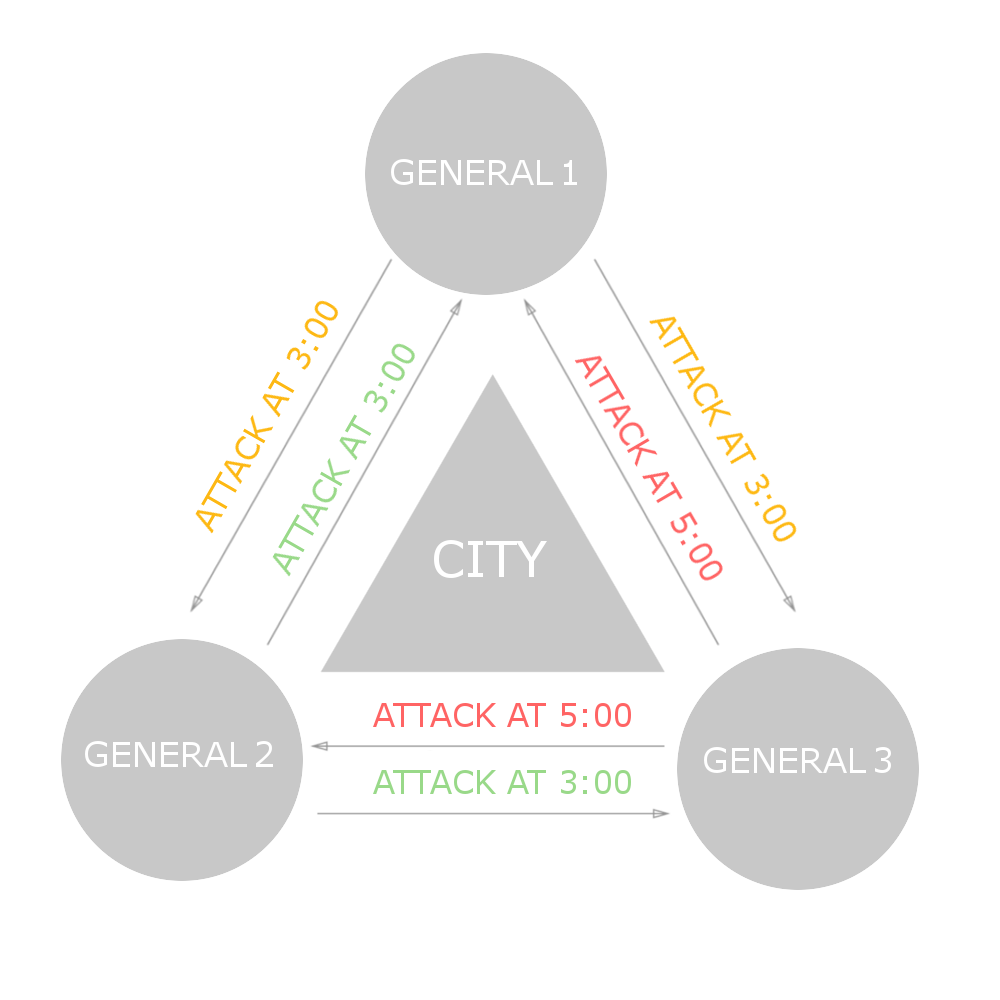 GENERAL 1
ATTACK AT 3:00
ATTACK AT 3:00
ATTACK AT 5:00
ATTACK AT 3:00
CITY
ATTACK AT 5:00
GENERAL 2
GENERAL 3
ATTACK AT 3:00